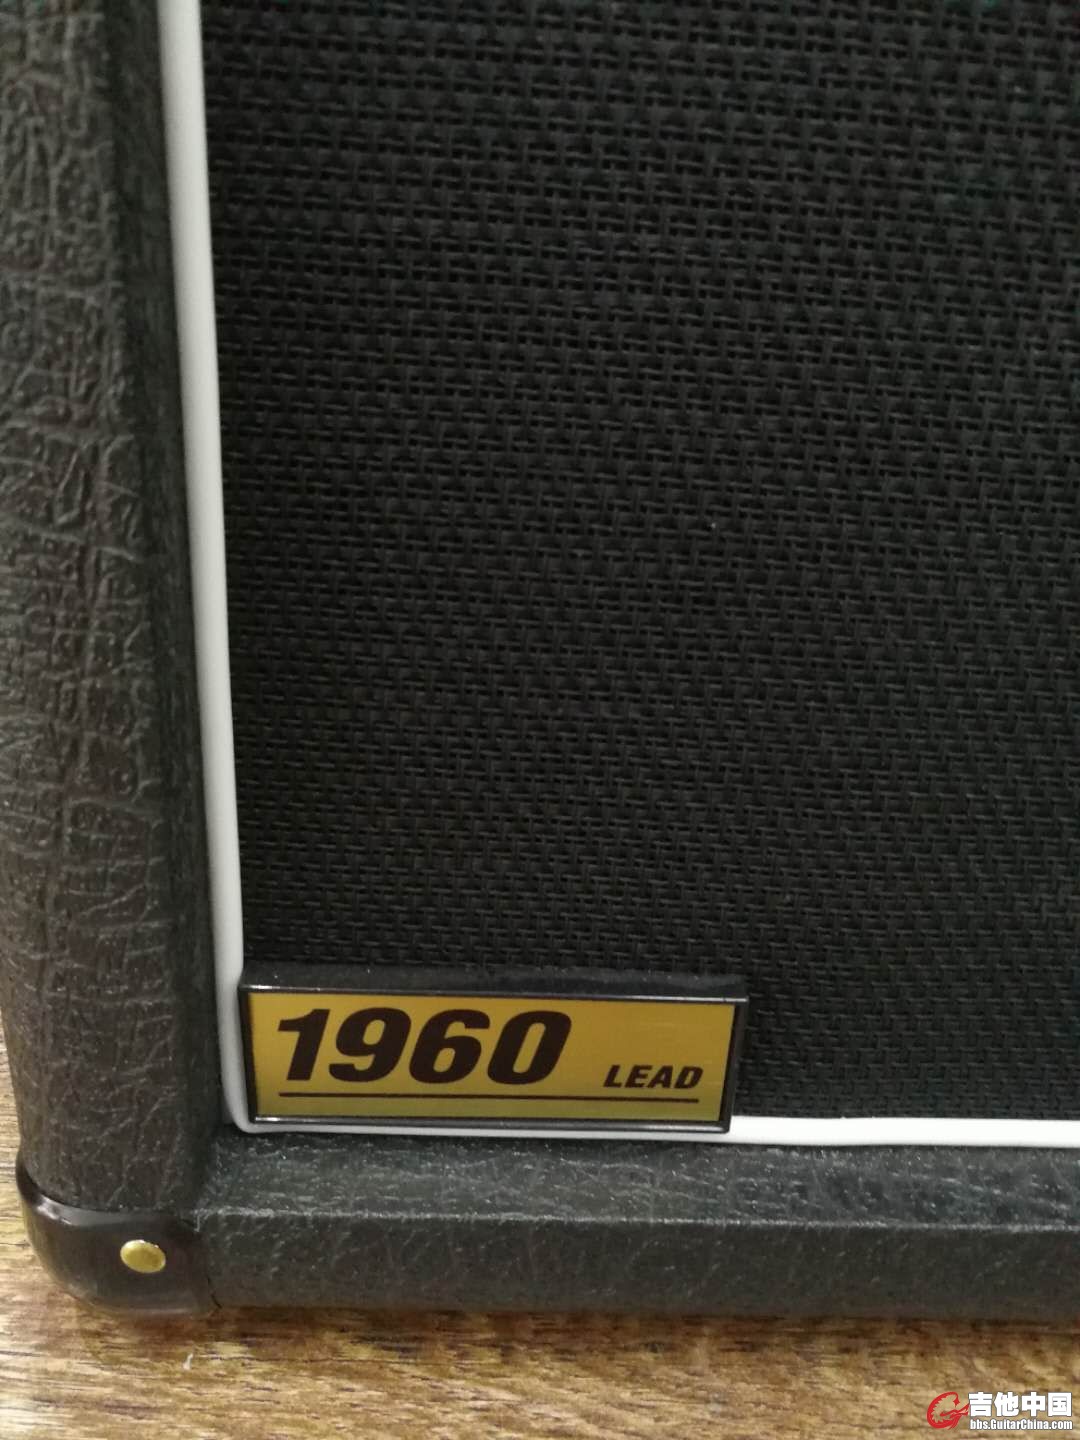 1960 LEAD
吉他中国
bbs.GuitarChina.com